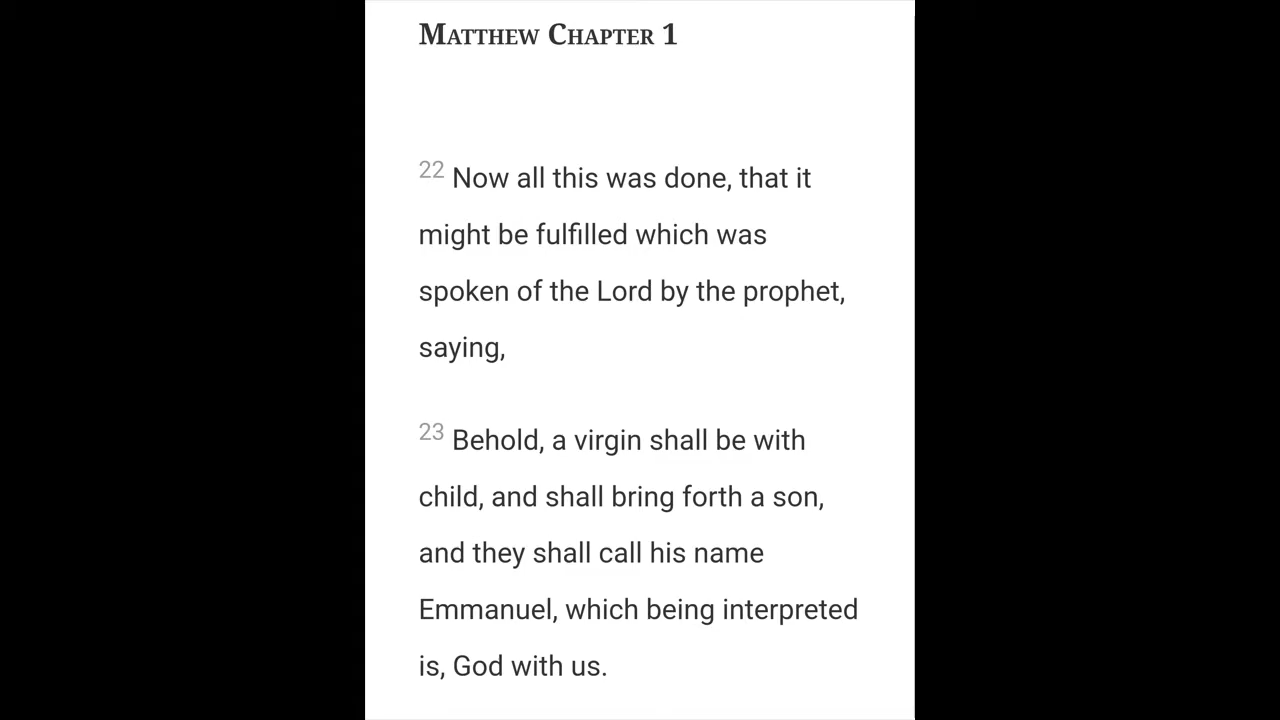 Matthew Chapter 1
22 Now all this was done, that it
might be fulfilled which was
spoken of the Lord by the prophet,
saying,
23 Behold, a virgin shall be with
child, and shall bring forth a son,
and they shall call his name
Emmanuel, which being interpreted
is, God with us.